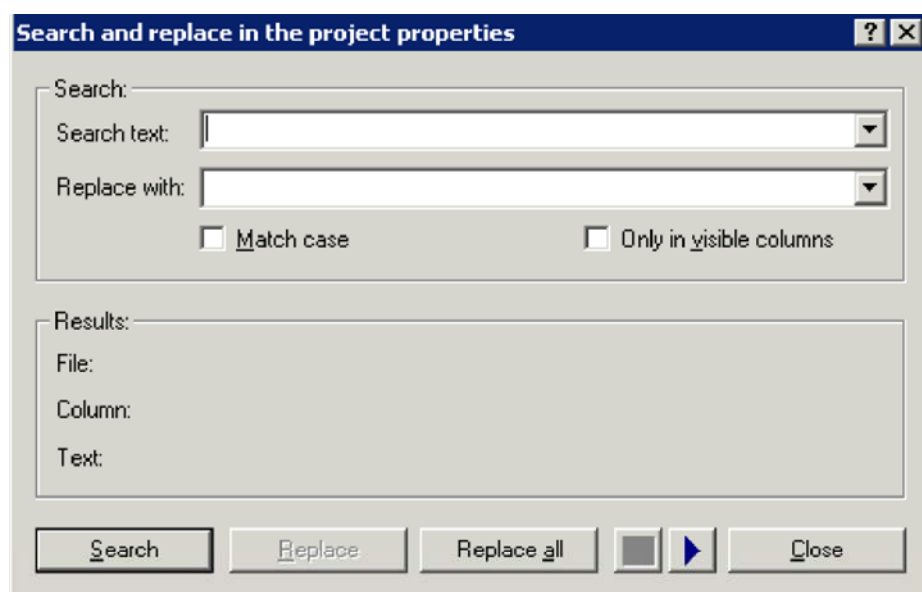 Search and replace in the project properties
Search:
Search text:
Replace with:
Match case Only in visible columns
Results:
File:
Column:
Text:
Search Replace Replace all Close